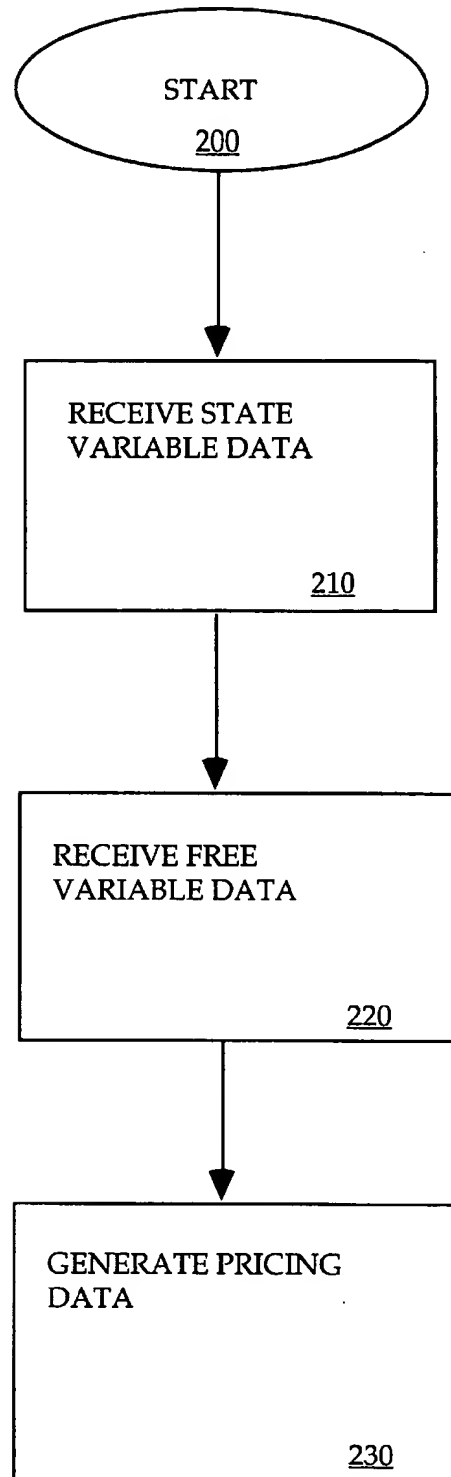 START
200
RECEIVE STATE
VARIABLE DATA
210
RECEIVE FREE
VARIABLE DATA
220
GENERATE PRICING
DATA
230